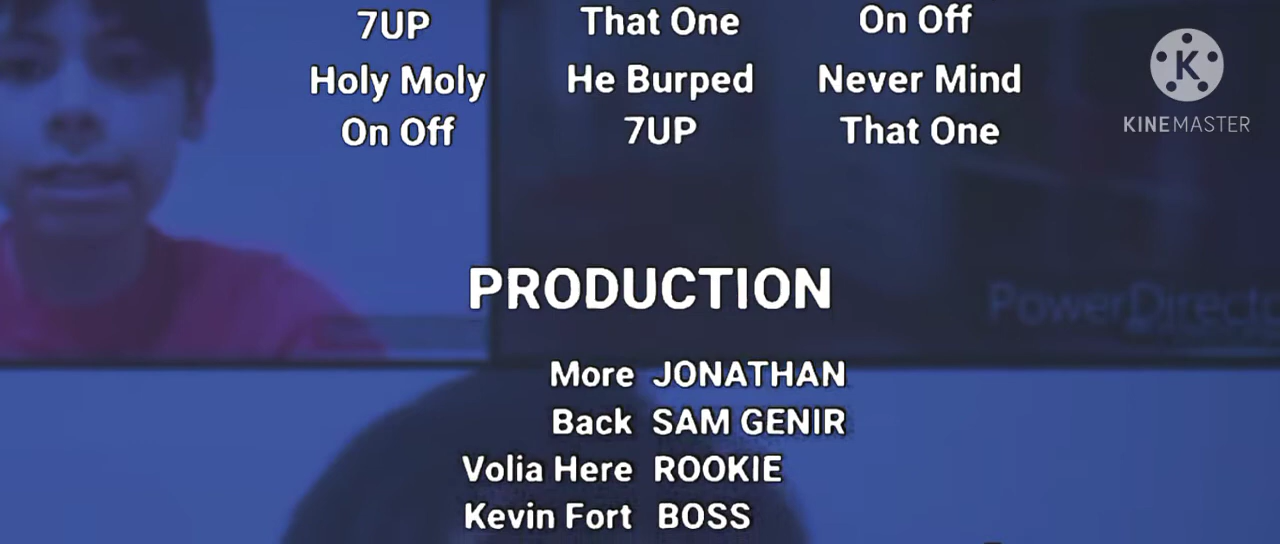 7UP That One On Off
Holy Moly He Burped Never Mind
On Off 7UP That One
K
KINEMASTER
PRODUCTION
PowerDirecto
More JONATHAN
Back SAM GENIR
Volia Here ROOKIE
Kevin Fort BOSS